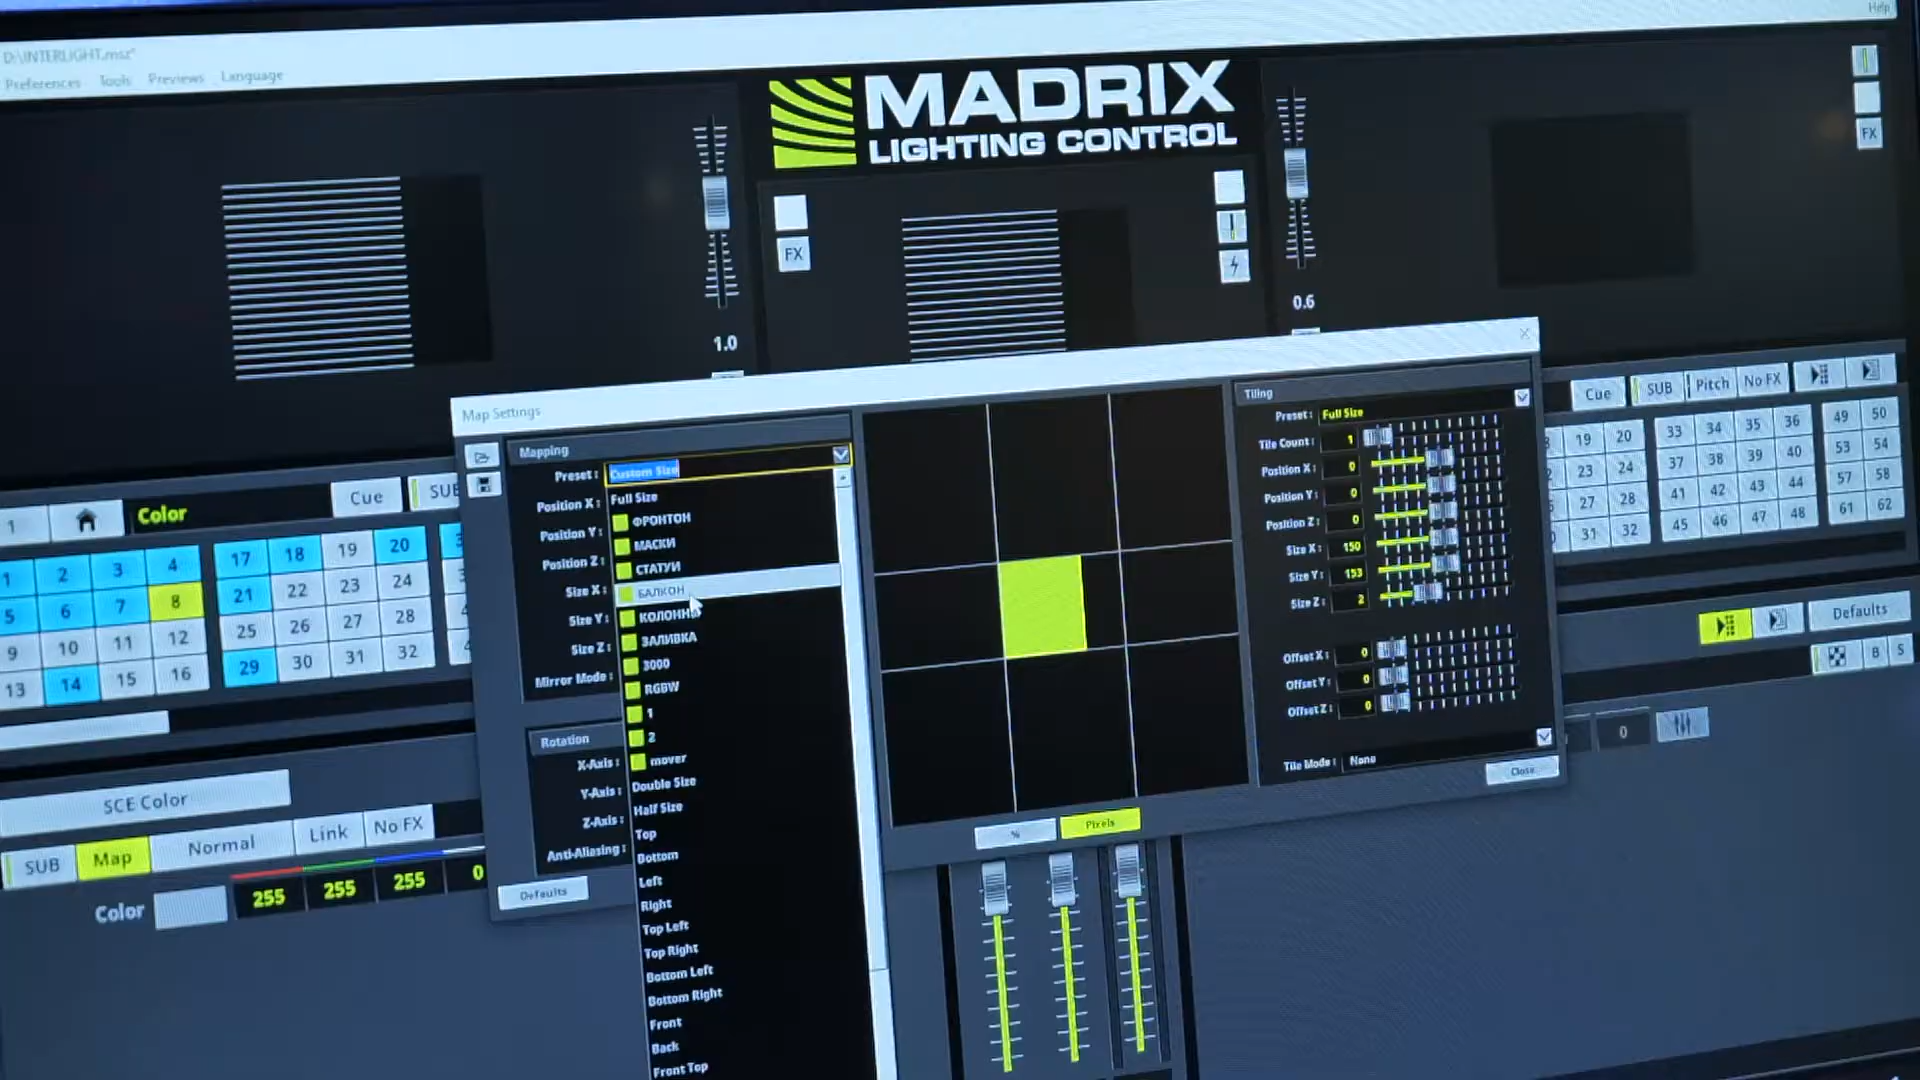 D:\INTERLIGHT.msz*
Help
Preferences Tools Previews Language
MADRIX
LIGHTING CONTROL
FX
FX
1.0
0.6
Map Settings
Mapping
Preset : Custom Size
Position X :
Position Y :
Position Z :
Size X :
Size Y :
Size Z :
Mirror Mode :
Rotation
X-Axis :
Y-Axis :
Z-Axis :
Anti-Aliasing :
Defaults
Full Size
ФРОНТОН
МАСКИ
СТАТУИ
БАЛКОН
КОЛОНН
ЗАЛИВКА
3000
RGBW
1
2
mover
Double Size
Half Size
Top
Bottom
Left
Right
Top Left
Top Right
Bottom Left
Bottom Right
Front
Back
Front Top
% Pixels
Tiling
Preset : Full Size
Tile Count : 1
Position X : 0
Position Y : 0
Position Z : 0
Size X : 150
Size Y : 153
Size Z : 2
Offset X : 0
Offset Y : 0
Offset Z : 0
Tile Mode : None
Close
Cue SUB Pitch No FX
19 20 33 34 35 36 49 50
23 24 37 38 39 40 53 54
27 28 41 42 43 44 57 58
31 32 45 46 47 48 61 62
Defaults
B S
0
1 Color Cue SUB
1 2 3 4 17 18 19 20
5 6 7 8 21 22 23 24
9 10 11 12 25 26 27 28
13 14 15 16 29 30 31 32
SCE Color
SUB Map Normal Link No FX
Color 255 255 255 0